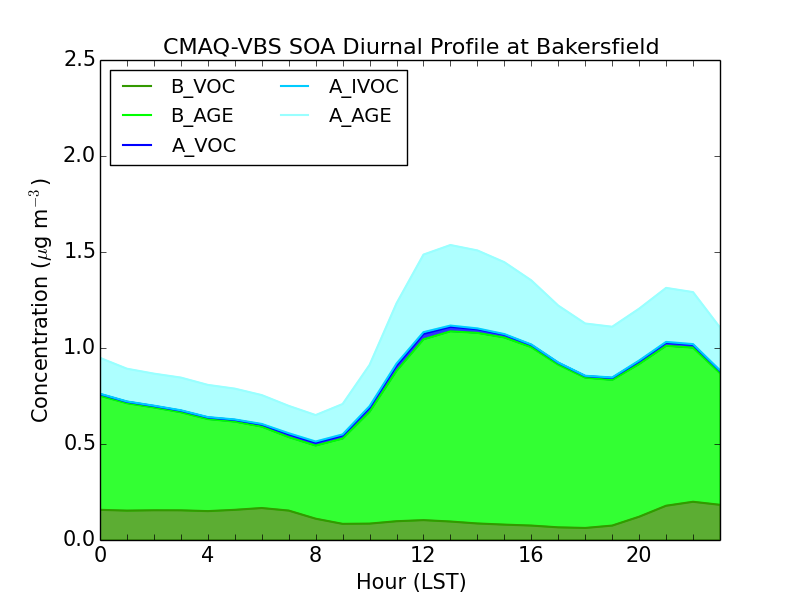 CMAQ-VBS SOA Diurnal Profile at Bakersfield
B_VOC
B_AGE
A_VOC
A_IVOC
A_AGE
2.5
2.0
1.5
1.0
0.5
0.0
Concentration (μg m⁻³)
0 4 8 12 16 20
Hour (LST)